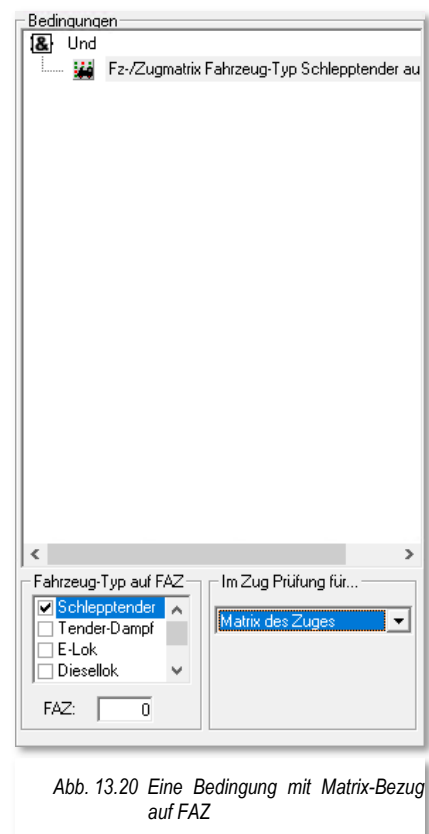 Bedingungen
& Und
Fz-/Zugmatrix Fahrzeug-Typ Schlepptender au
Fahrzeug-Typ auf FAZ
Im Zug Prüfung für...
Schlepptender
Tender-Dampf
E-Lok
Diesellok
Matrix des Zuges
FAZ: 0
Abb. 13.20 Eine Bedingung mit Matrix-Bezug
auf FAZ